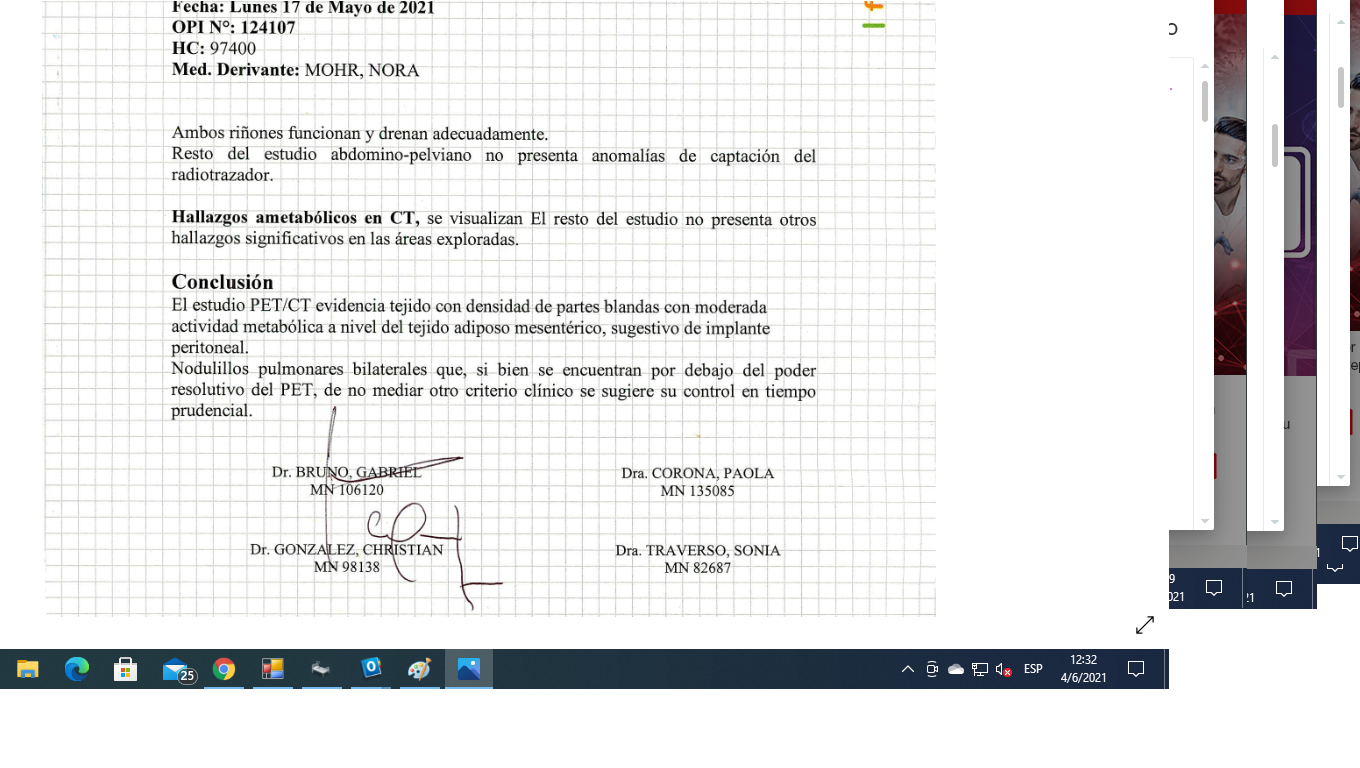 Fecha: Lunes 17 de Mayo de 2021
OPI N°: 124107
HC: 97400
Med. Derivante: MOHR, NORA
Ambos riñones funcionan y drenan adecuadamente.
Resto del estudio abdomino-pelviano no presenta anomalías de captación del
radiotrazador.
Hallazgos ametabólicos en CT, se visualizan El resto del estudio no presenta otros
hallazgos significativos en las áreas exploradas.
Conclusión
El estudio PET/CT evidencia tejido con densidad de partes blandas con moderada
actividad metabólica a nivel del tejido adiposo mesentérico, sugestivo de implante
peritoneal.
Nodulillos pulmonares bilaterales que, si bien se encuentran por debajo del poder
resolutivo del PET, de no mediar otro criterio clínico se sugiere su control en tiempo
prudencial.
Dr. BRUNO, GABRIEL
MN 106120
Dra. CORONA, PAOLA
MN 135085
Dr. GONZALEZ, CHRISTIAN
MN 98138
Dra. TRAVERSO, SONIA
MN 82687
25
ESP
12:32
4/6/2021